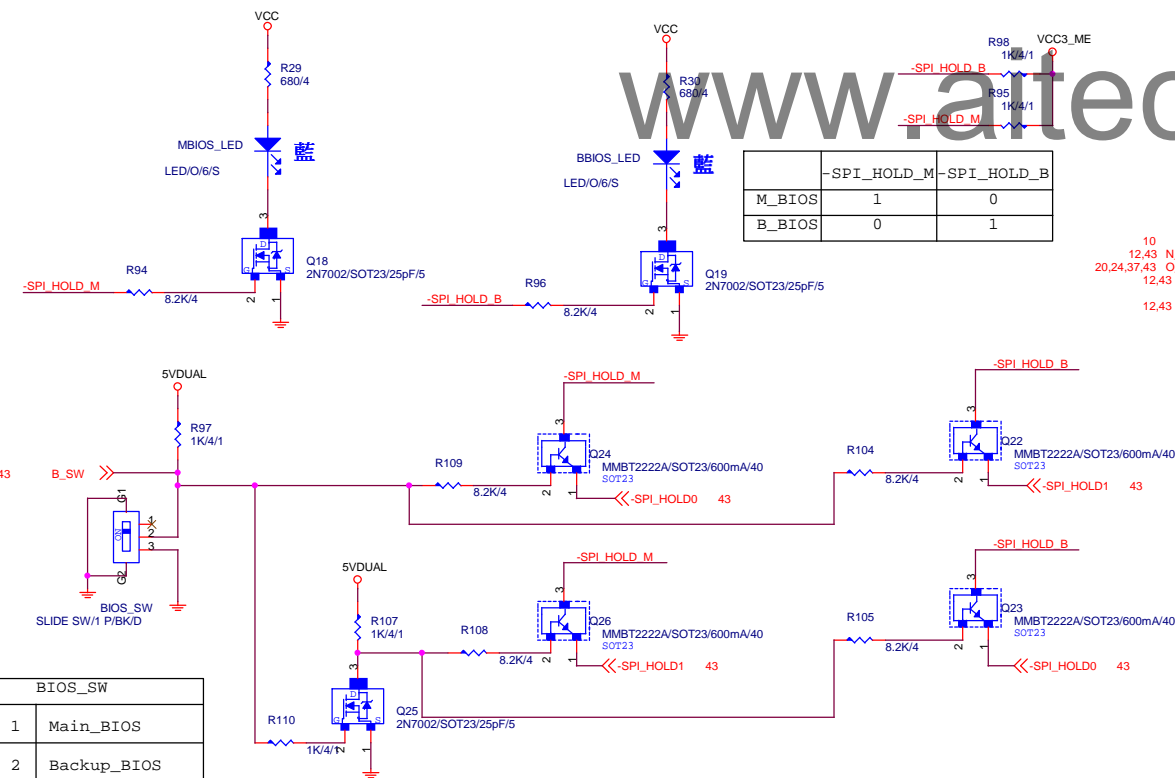 VCC
R29
680/4
MBIOS_LED
LED/O/6/S
藍
3
D
G
S
Q18
2N7002/SOT23/25pF/5
2
1
-SPI_HOLD_M
R94
8.2K/4
VCC
R30
680/4
BBIOS_LED
LED/O/6/S
藍
3
D
G
S
Q19
2N7002/SOT23/25pF/5
2
1
-SPI_HOLD_B
R96
8.2K/4
www.aitec
VCC3_ME
R98
1K/4/1
-SPI_HOLD_B
R95
1K/4/1
-SPI_HOLD_M
-SPI_HOLD_M -SPI_HOLD_B
M_BIOS 1 0
B_BIOS 0 1
10
12,43 N
20,24,37,43 O
12,43
12,43
5VDUAL
R97
1K/4/1
43 B_SW
G1
1
2
3
ON
G2
BIOS_SW
SLIDE SW/1 P/BK/D
R109
8.2K/4
-SPI_HOLD_M
3
Q24
MMBT2222A/SOT23/600mA/40
SOT23
2
1
-SPI_HOLD0 43
R104
8.2K/4
-SPI_HOLD_B
3
Q22
MMBT2222A/SOT23/600mA/40
SOT23
2
1
-SPI_HOLD1 43
5VDUAL
R107
1K/4/1
3
D
G
S
Q25
2N7002/SOT23/25pF/5
2
1
R110
1K/4/1
R108
8.2K/4
-SPI_HOLD_M
3
Q26
MMBT2222A/SOT23/600mA/40
SOT23
2
1
-SPI_HOLD1 43
R105
8.2K/4
-SPI_HOLD_B
3
Q23
MMBT2222A/SOT23/600mA/40
SOT23
2
1
-SPI_HOLD0 43
BIOS_SW
1 Main_BIOS
2 Backup_BIOS